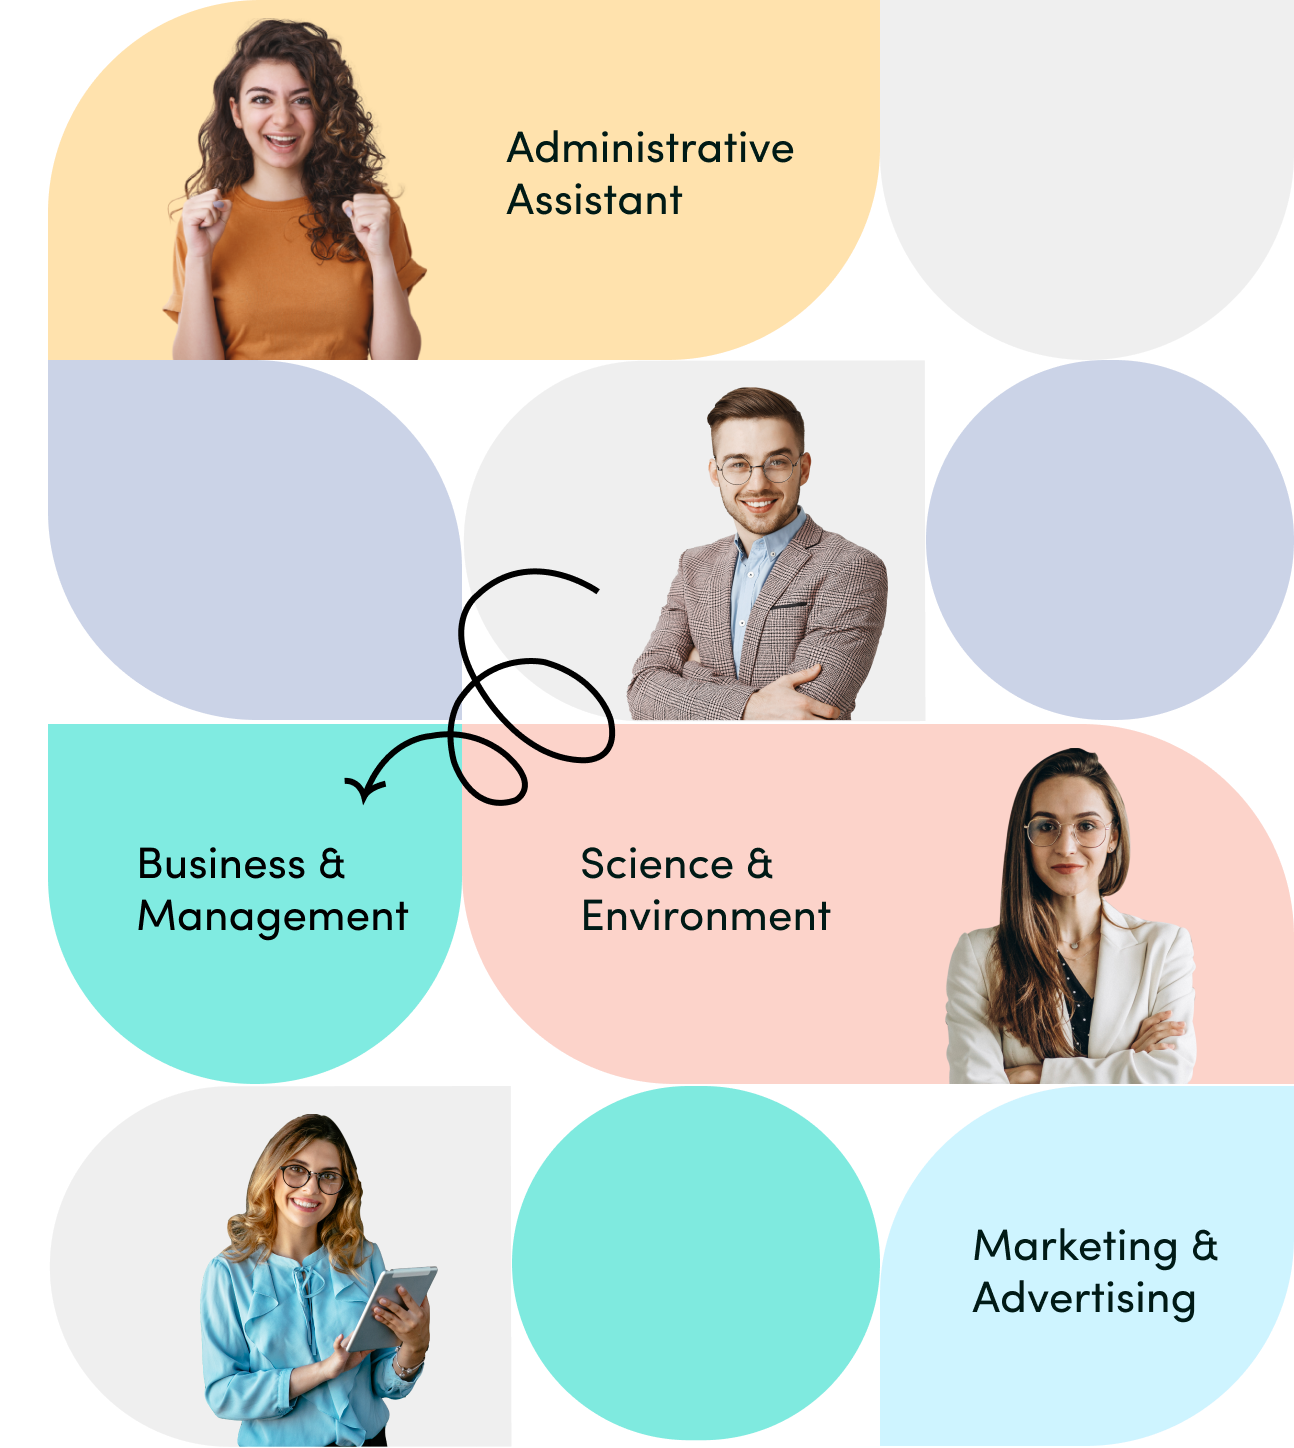 Administrative
Assistant
Business &
Management
Science &
Environment
Marketing &
Advertising